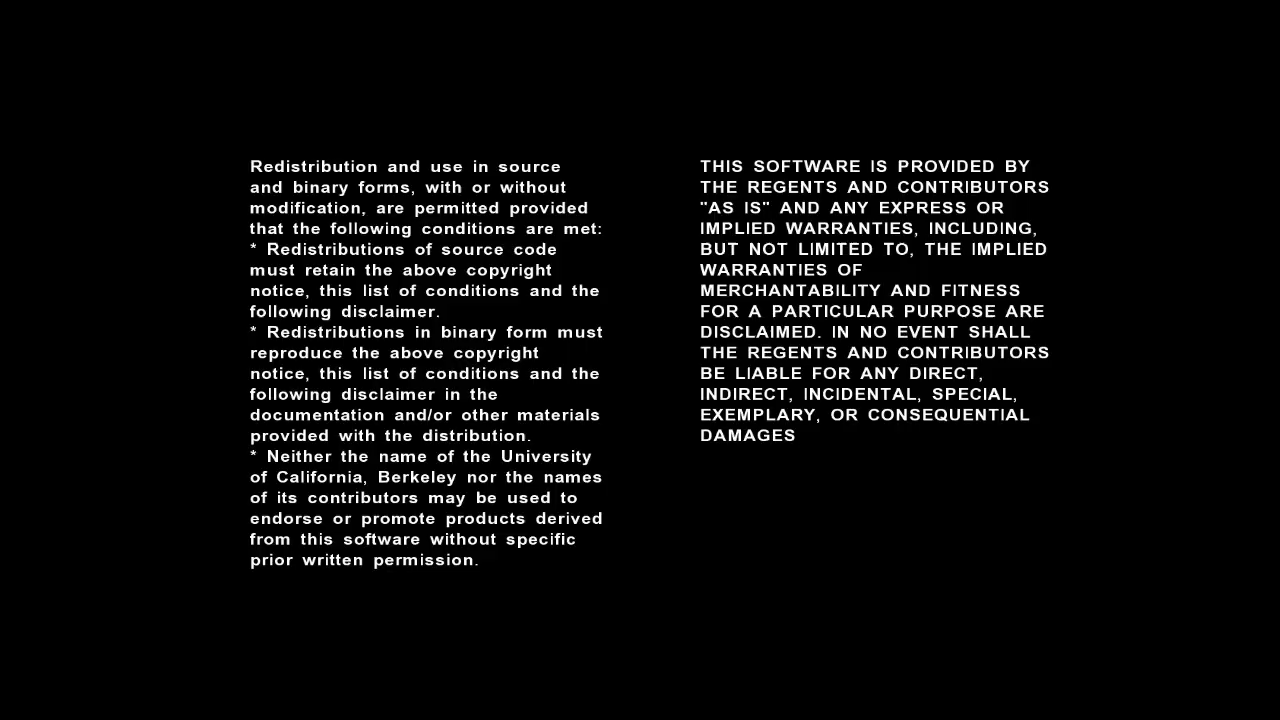 Redistribution and use in source
and binary forms, with or without
modification, are permitted provided
that the following conditions are met:
* Redistributions of source code
must retain the above copyright
notice, this list of conditions and the
following disclaimer.
* Redistributions in binary form must
reproduce the above copyright
notice, this list of conditions and the
following disclaimer in the
documentation and/or other materials
provided with the distribution.
* Neither the name of the University
of California, Berkeley nor the names
of its contributors may be used to
endorse or promote products derived
from this software without specific
prior written permission.
THIS SOFTWARE IS PROVIDED BY
THE REGENTS AND CONTRIBUTORS
"AS IS" AND ANY EXPRESS OR
IMPLIED WARRANTIES, INCLUDING,
BUT NOT LIMITED TO, THE IMPLIED
WARRANTIES OF
MERCHANTABILITY AND FITNESS
FOR A PARTICULAR PURPOSE ARE
DISCLAIMED. IN NO EVENT SHALL
THE REGENTS AND CONTRIBUTORS
BE LIABLE FOR ANY DIRECT,
INDIRECT, INCIDENTAL, SPECIAL,
EXEMPLARY, OR CONSEQUENTIAL
DAMAGES